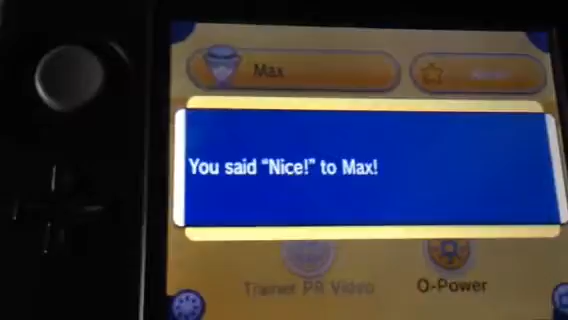 Max
You said “Nice!” to Max!
Trainer PR Video
O-Power